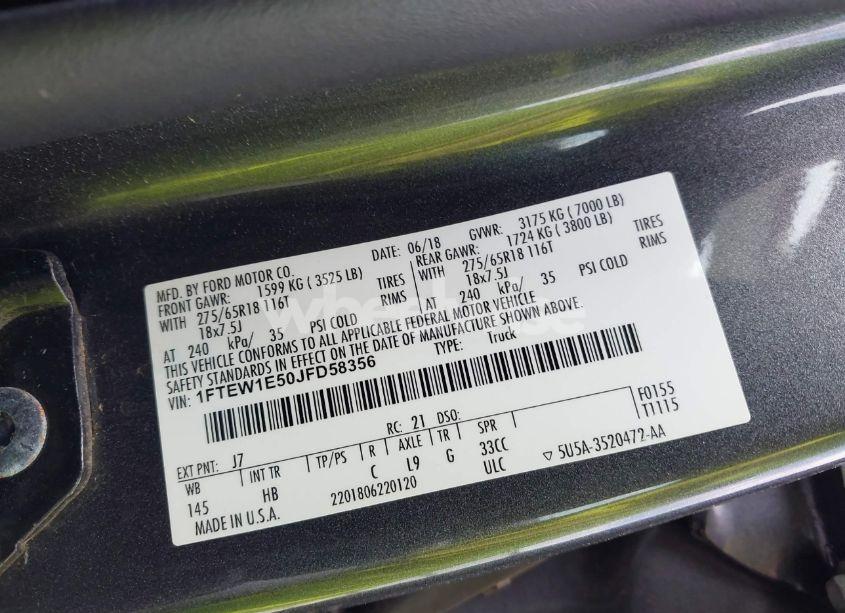 MFD. BY FORD MOTOR CO. DATE: 06/18 GVWR: 3175 KG ( 7000 LB)
FRONT GAWR: 1599 KG ( 3525 LB) REAR GAWR: 1724 KG ( 3800 LB)
WITH 275/65R18 116T TIRES WITH 275/65R18 116T TIRES
18x7.5J RIMS 18x7.5J RIMS
AT 240 kPa/ 35 PSI COLD AT 240 kPa/ 35 PSI COLD
THIS VEHICLE CONFORMS TO ALL APPLICABLE FEDERAL MOTOR VEHICLE
SAFETY STANDARDS IN EFFECT ON THE DATE OF MANUFACTURE SHOWN ABOVE.
VIN: 1FTEW1E50JFD58356 TYPE: Truck
F0155
T1115
RC: 21 DSO:
EXT PNT: J7
WB INT TR TP/PS R AXLE TR SPR
145 HB C L9 G 33CC
ULC
MADE IN U.S.A. 2201806220120 ▽ 5U5A-3520472-AA